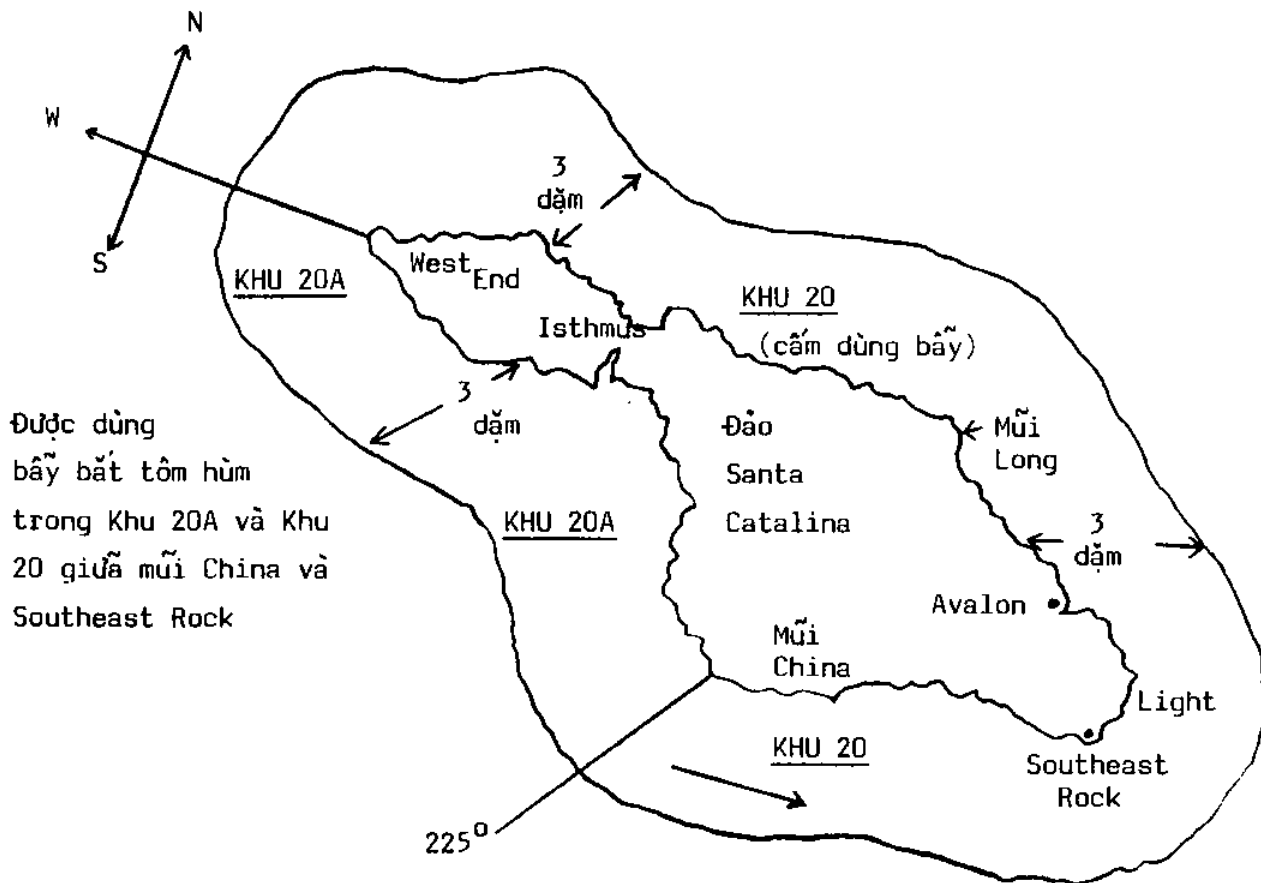 N
W
S
3
dặm
KHU 20A
West End
KHU 20
(cấm dùng bẫy)
Isthmus
3
dặm
Được dùng
bẫy bắt tôm hùm
trong Khu 20A và Khu
20 giữa mũi China và
Southeast Rock
Đảo
Santa
Catalina
Mũi
Long
KHU 20A
3
dặm
Avalon
Mũi
China
Light
KHU 20
Southeast
Rock
225°